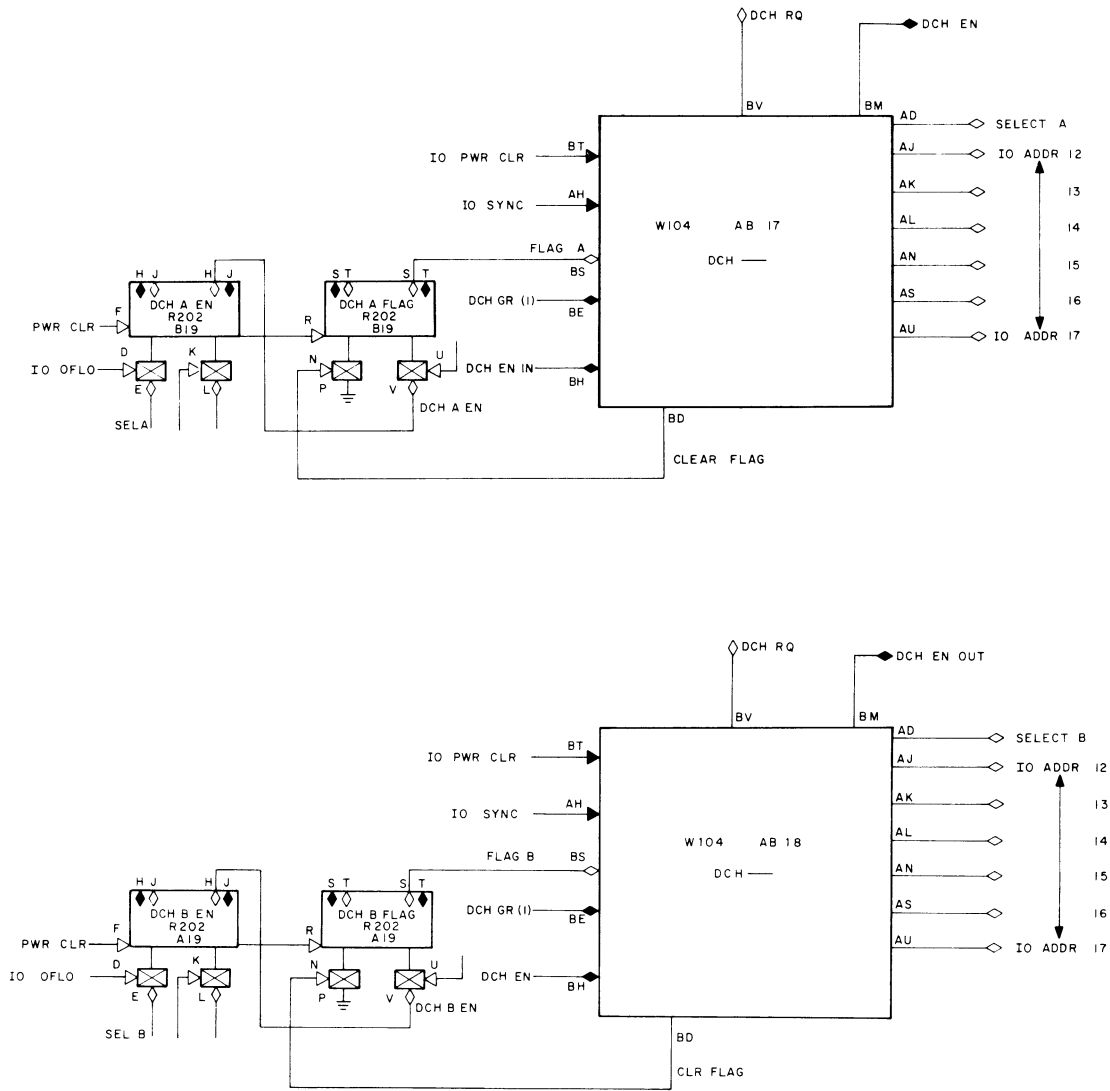 DCH RQ
DCH EN
BV
BM
AD
SELECT A
BT
IO PWR CLR
AJ
IO ADDR 12
AH
IO SYNC
AK
13
W104 AB 17
AL
14
FLAG A
DCH
BS
AN
15
H J H J
S T S T
DCH A EN
R202
B19
DCH A FLAG
R202
B19
DCH GR (1)
BE
AS
16
F
PWR CLR
R
AU
IO ADDR 17
D
K
N
U
IO OFLO
DCH EN IN
BH
E
L
P
V
DCH A EN
SELA
BD
CLEAR FLAG
DCH RQ
DCH EN OUT
BV
BM
AD
SELECT B
BT
IO PWR CLR
AJ
IO ADDR 12
AH
IO SYNC
AK
13
W104 AB 18
AL
14
FLAG B
BS
DCH
AN
15
H J H J
S T S T
DCH B EN
R202
A19
DCH B FLAG
R202
A19
DCH GR (1)
BE
AS
16
F
PWR CLR
R
AU
IO ADDR 17
D
K
N
U
IO OFLO
DCH EN
BH
E
L
P
V
DCH B EN
SEL B
BD
CLR FLAG